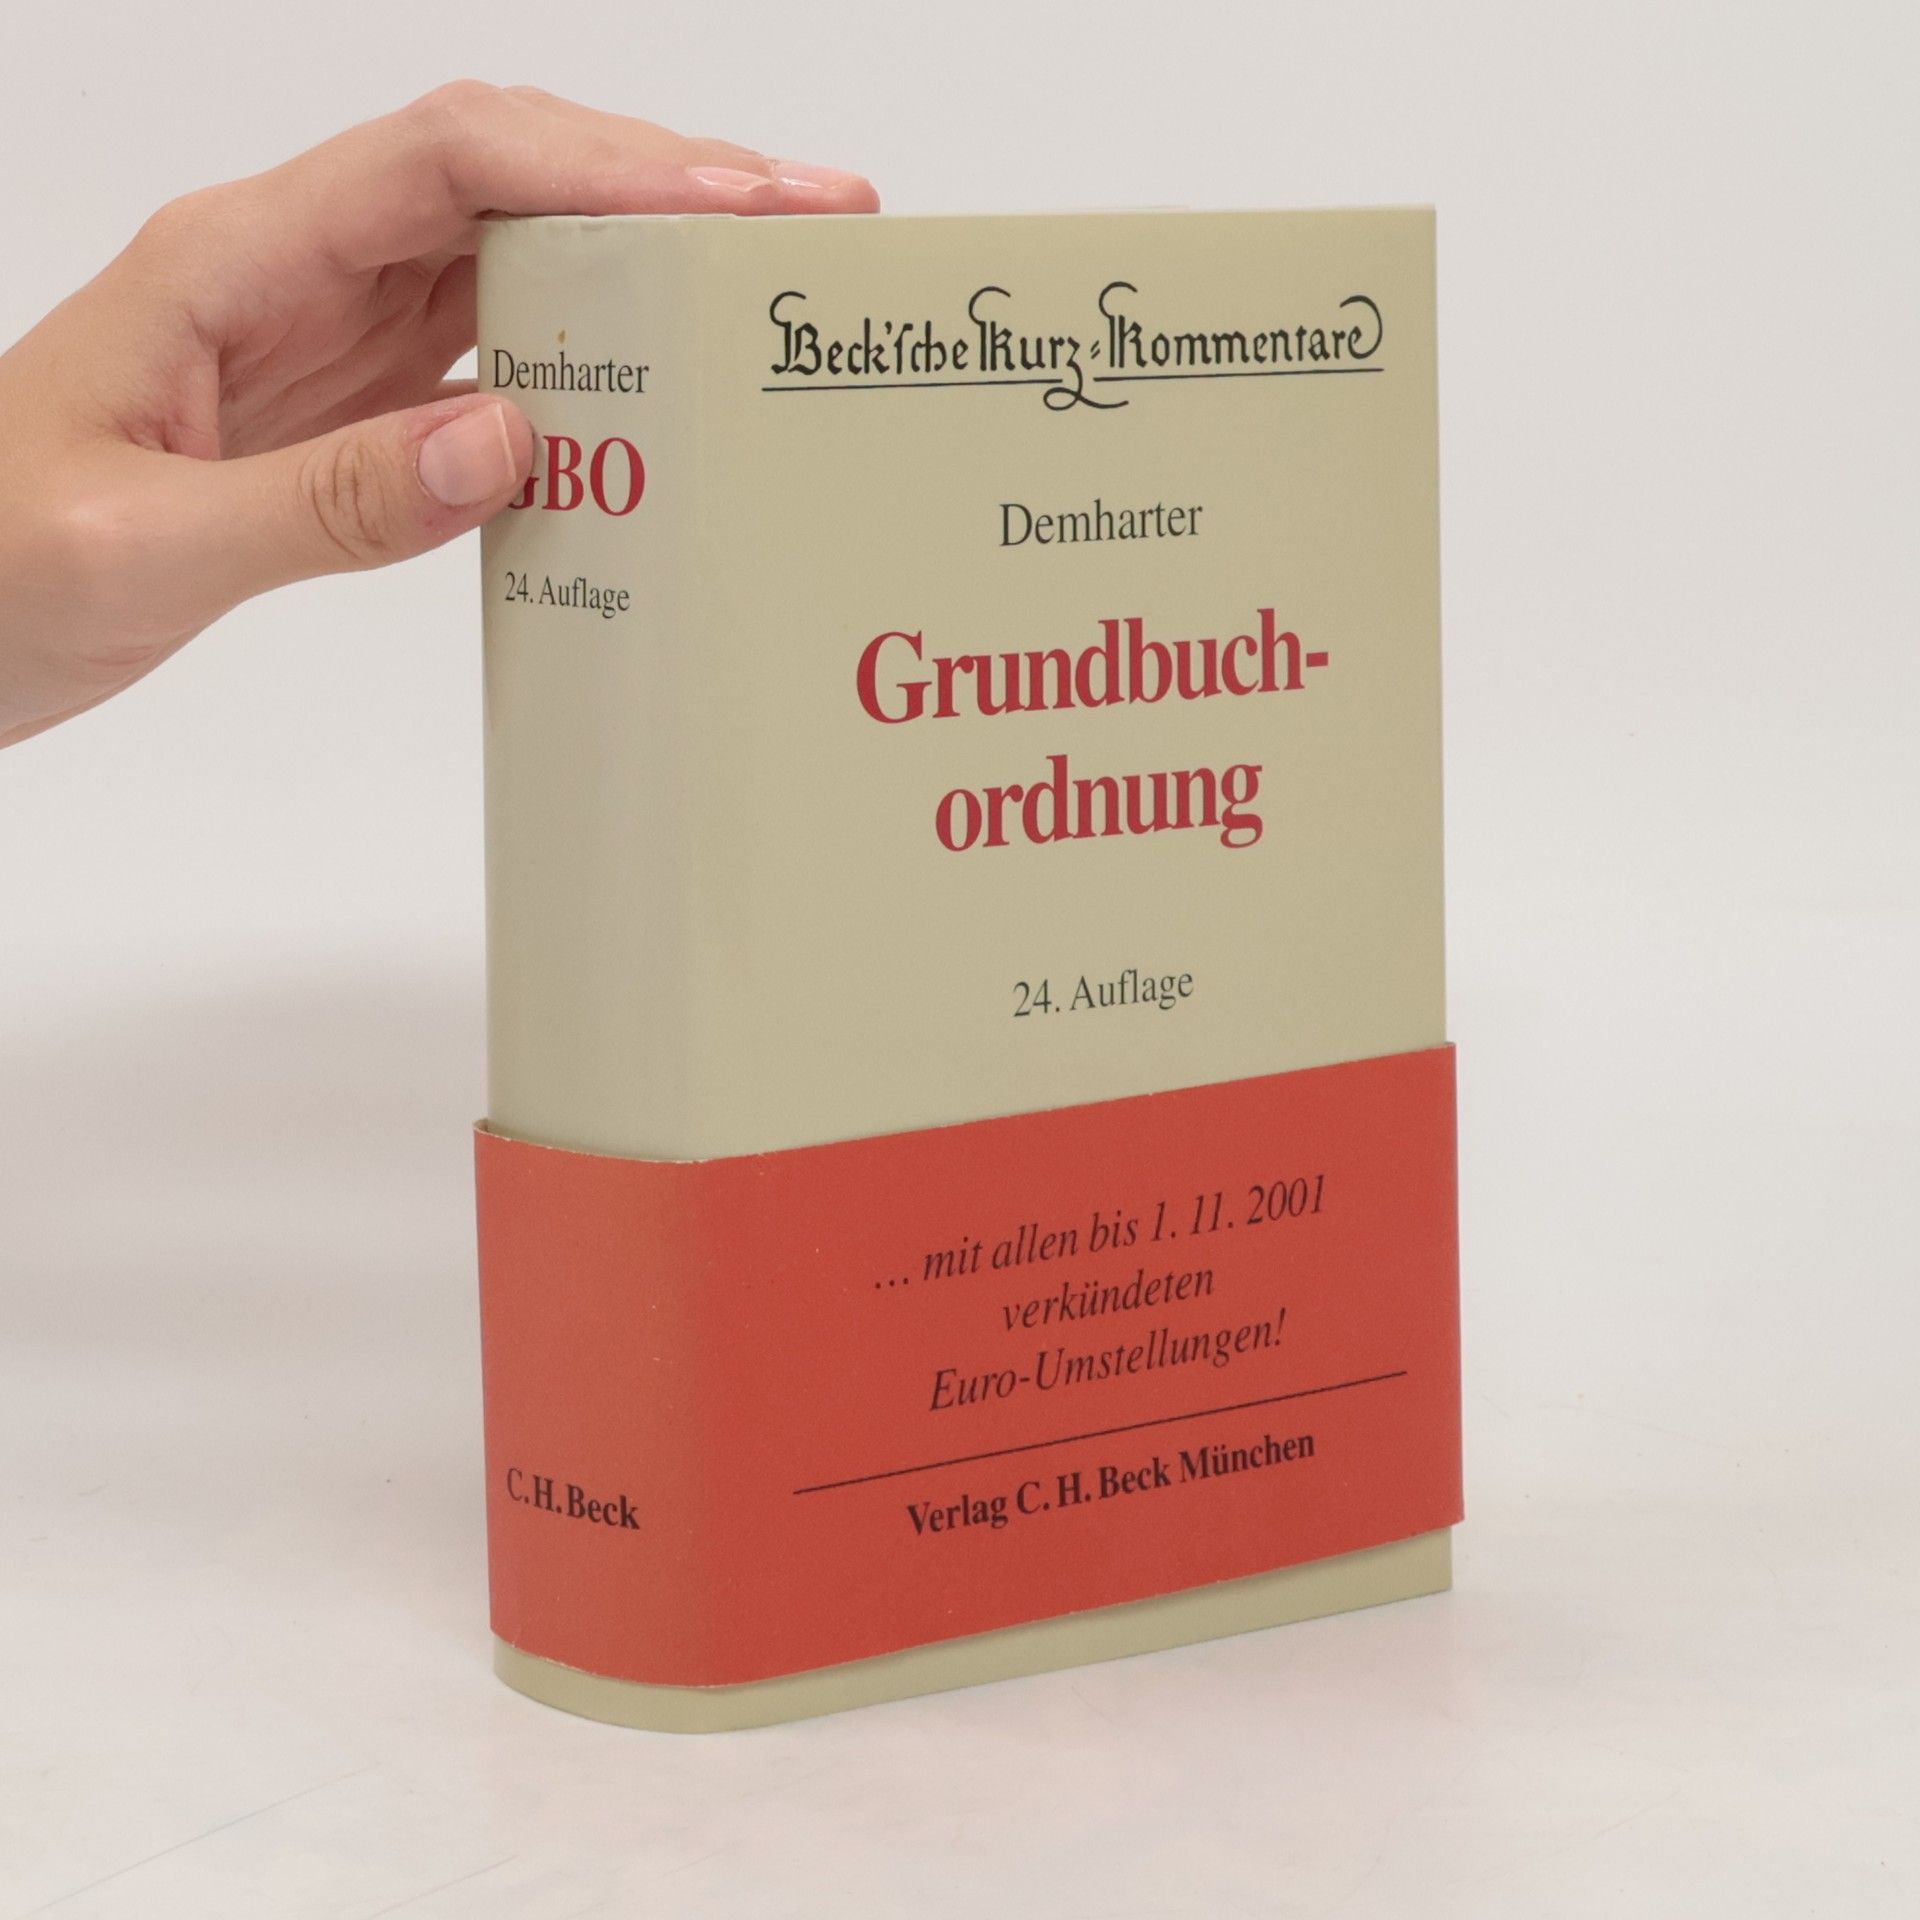 Demharter
GBO
24. Auflage
C.H.Beck
Beck'sche Kurz-Kommentare
Demharter
Grundbuch-
ordnung
24. Auflage
... mit allen bis 1. 11. 2001
verkündeten
Euro-Umstellungen!
Verlag C. H. Beck München